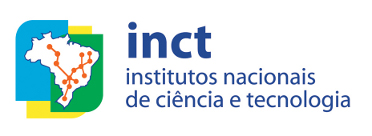 inct
institutos nacionais
de ciência e tecnologia